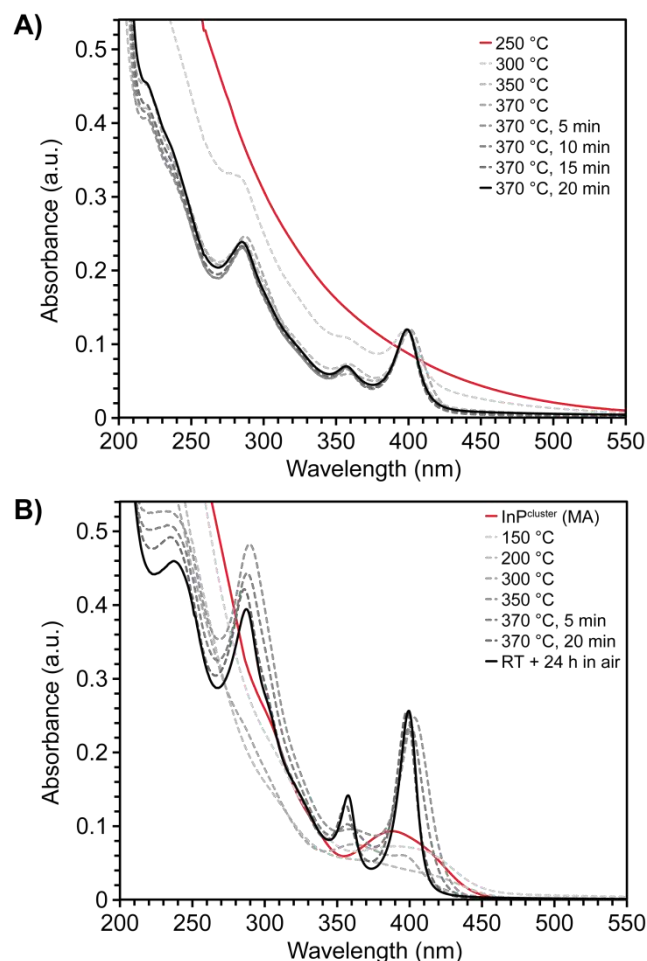 A)
0.5
0.4
0.3
0.2
0.1
0
Absorbance (a.u.)
250 °C
300 °C
350 °C
370 °C
370 °C, 5 min
370 °C, 10 min
370 °C, 15 min
370 °C, 20 min
200 250 300 350 400 450 500 550
Wavelength (nm)
B)
0.5
0.4
0.3
0.2
0.1
0
Absorbance (a.u.)
InPcluster (MA)
150 °C
200 °C
300 °C
350 °C
370 °C, 5 min
370 °C, 20 min
RT + 24 h in air
200 250 300 350 400 450 500 550
Wavelength (nm)